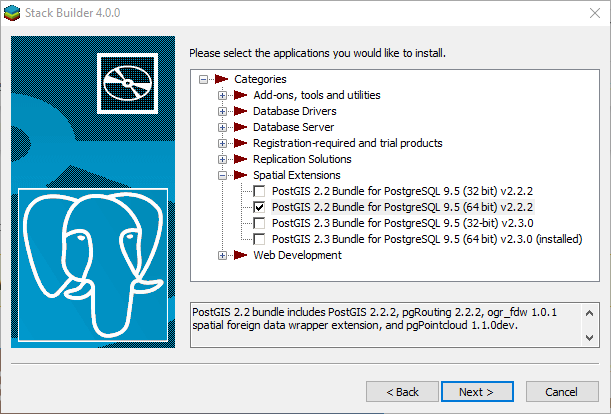 Stack Builder 4.0.0
Please select the applications you would like to install.
Categories
Add-ons, tools and utilities
Database Drivers
Database Server
Registration-required and trial products
Replication Solutions
Spatial Extensions
PostGIS 2.2 Bundle for PostgreSQL 9.5 (32 bit) v2.2.2
PostGIS 2.2 Bundle for PostgreSQL 9.5 (64 bit) v2.2.2
PostGIS 2.3 Bundle for PostgreSQL 9.5 (32-bit) v2.3.0
PostGIS 2.3 Bundle for PostgreSQL 9.5 (64 bit) v2.3.0 (installed)
Web Development
PostGIS 2.2 bundle includes PostGIS 2.2.2, pgRouting 2.2.2, ogr_fdw 1.0.1
spatial foreign data wrapper extension, and pgPointcloud 1.1.0dev.
< Back Next > Cancel